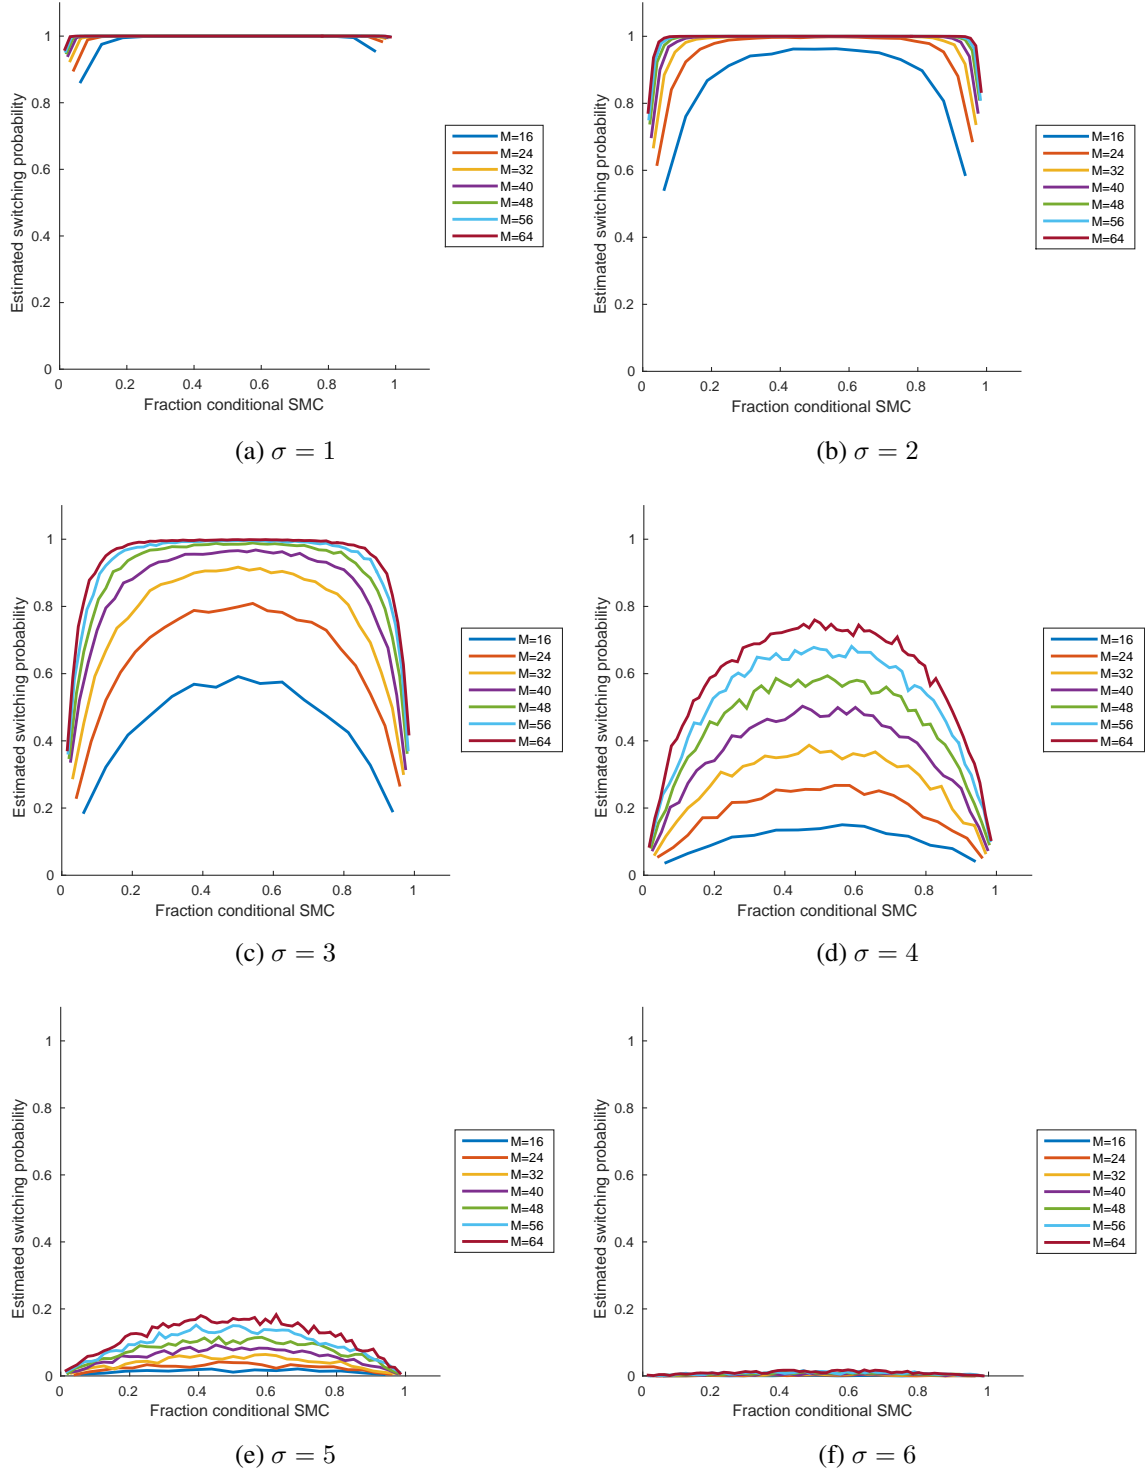 Estimated switching probability
1
0.8
0.6
0.4
0.2
0
0 0.2 0.4 0.6 0.8 1
Fraction conditional SMC
M=16
M=24
M=32
M=40
M=48
M=56
M=64
(a) σ = 1
Estimated switching probability
1
0.8
0.6
0.4
0.2
0
0 0.2 0.4 0.6 0.8 1
Fraction conditional SMC
M=16
M=24
M=32
M=40
M=48
M=56
M=64
(b) σ = 2
Estimated switching probability
1
0.8
0.6
0.4
0.2
0
0 0.2 0.4 0.6 0.8 1
Fraction conditional SMC
M=16
M=24
M=32
M=40
M=48
M=56
M=64
(c) σ = 3
Estimated switching probability
1
0.8
0.6
0.4
0.2
0
0 0.2 0.4 0.6 0.8 1
Fraction conditional SMC
M=16
M=24
M=32
M=40
M=48
M=56
M=64
(d) σ = 4
Estimated switching probability
1
0.8
0.6
0.4
0.2
0
0 0.2 0.4 0.6 0.8 1
Fraction conditional SMC
M=16
M=24
M=32
M=40
M=48
M=56
M=64
(e) σ = 5
Estimated switching probability
1
0.8
0.6
0.4
0.2
0
0 0.2 0.4 0.6 0.8 1
Fraction conditional SMC
M=16
M=24
M=32
M=40
M=48
M=56
M=64
(f) σ = 6